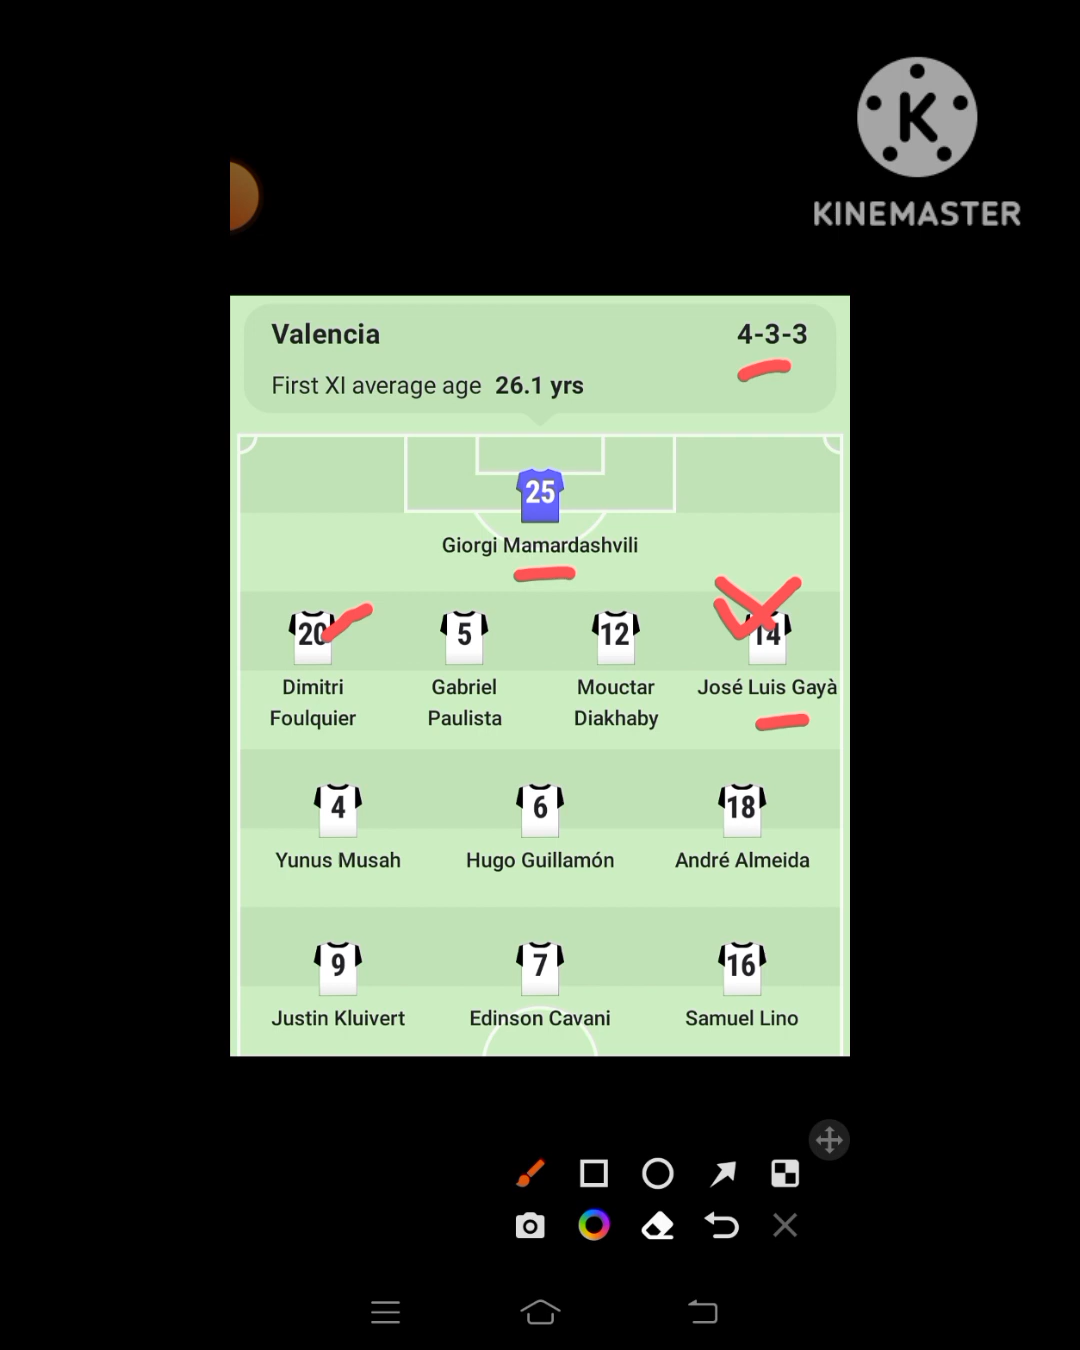 K
KINEMASTER
Valencia 4-3-3
First XI average age 26.1 yrs
25
Giorgi Mamardashvili
20 5 12 14
Dimitri Foulquier
Gabriel Paulista
Mouctar Diakhaby
José Luis Gayà
4 6 18
Yunus Musah Hugo Guillamón André Almeida
9 7 16
Justin Kluivert Edinson Cavani Samuel Lino